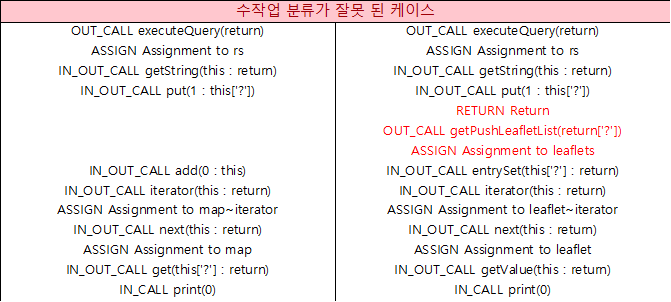 수작업 분류가 잘못 된 케이스
OUT_CALL executeQuery(return)
ASSIGN Assignment to rs
IN_OUT_CALL getString(this : return)
IN_OUT_CALL put(1 : this['?'])
IN_OUT_CALL add(0 : this)
IN_OUT_CALL iterator(this : return)
ASSIGN Assignment to map~iterator
IN_OUT_CALL next(this : return)
ASSIGN Assignment to map
IN_OUT_CALL get(this['?'] : return)
IN_CALL print(0)
OUT_CALL executeQuery(return)
ASSIGN Assignment to rs
IN_OUT_CALL getString(this : return)
IN_OUT_CALL put(1 : this['?'])
RETURN Return
OUT_CALL getPushLeafletList(return['?'])
ASSIGN Assignment to leaflets
IN_OUT_CALL entrySet(this['?'] : return)
IN_OUT_CALL iterator(this : return)
ASSIGN Assignment to leaflet~iterator
IN_OUT_CALL next(this : return)
ASSIGN Assignment to leaflet
IN_OUT_CALL getValue(this : return)
IN_CALL print(0)